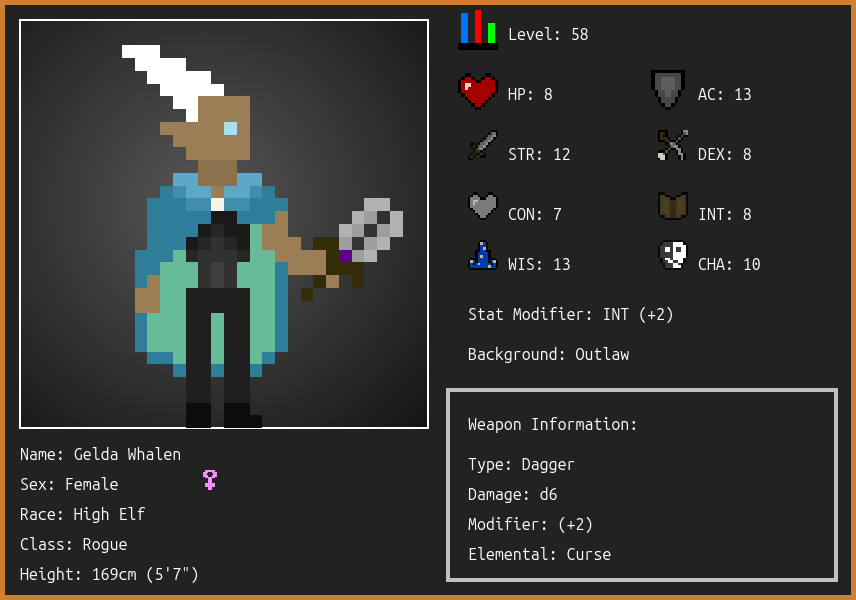 Level: 58
HP: 8
AC: 13
STR: 12
DEX: 8
CON: 7
INT: 8
WIS: 13
CHA: 10
Stat Modifier: INT (+2)
Background: Outlaw
Weapon Information:
Type: Dagger
Damage: d6
Modifier: (+2)
Elemental: Curse
Name: Gelda Whalen
Sex: Female
Race: High Elf
Class: Rogue
Height: 169cm (5'7")